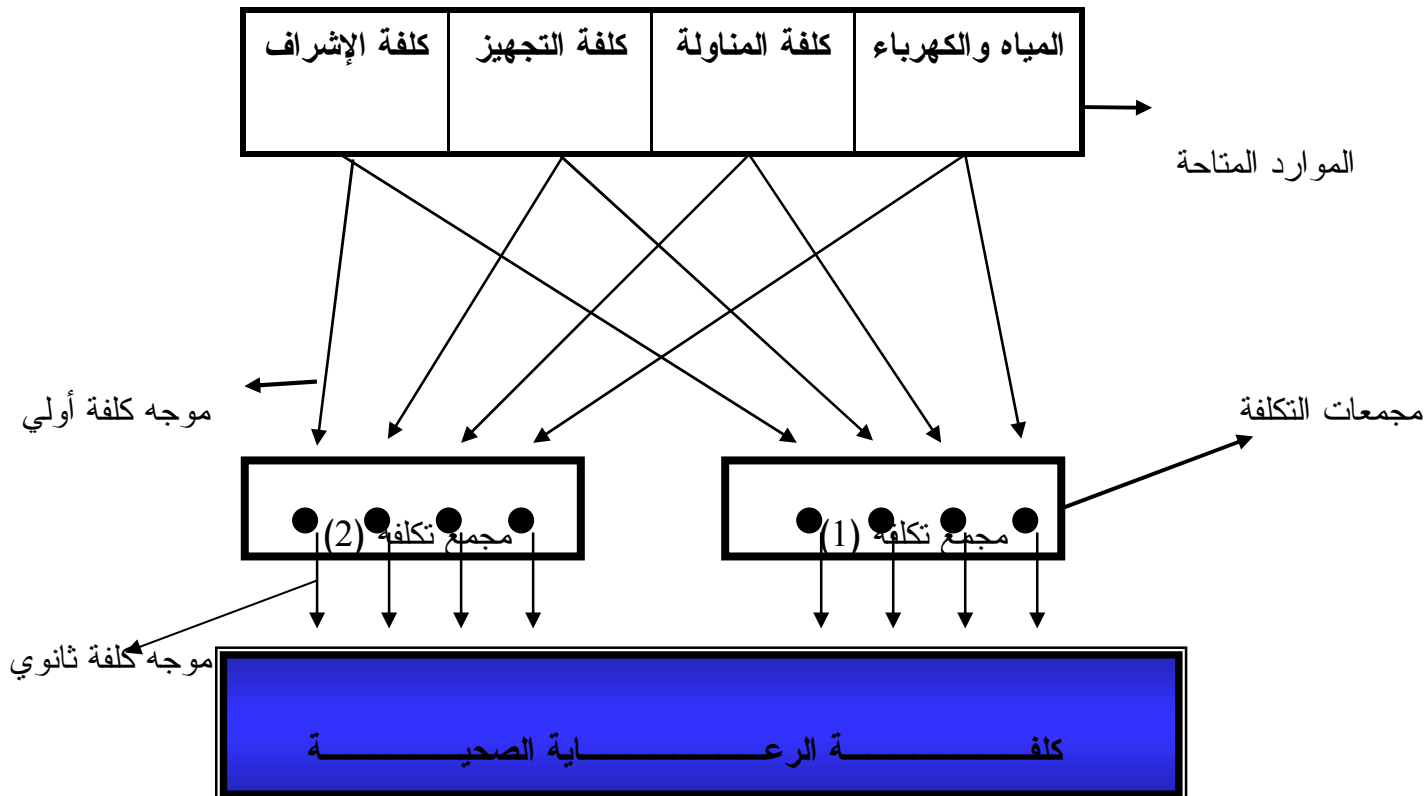 المياه والكهرباء
كلفة المناولة
كلفة التجهيز
كلفة الإشراف
الموارد المتاحة
موجه كلفة أولي
مجمعات التكلفة
مجمع تكلفة (1)
مجمع تكلفة (2)
موجه كلفة ثانوي
كلفـــــــــــة الرعـــــــــــاية الصحيـــــــــــة